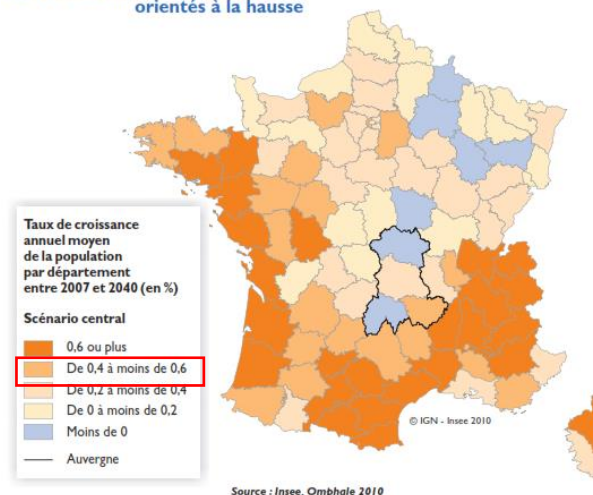 orientés à la hausse
Taux de croissance
annuel moyen
de la population
par département
entre 2007 et 2040 (en %)
Scénario central
0,6 ou plus
De 0,4 à moins de 0,6
De 0,2 à moins de 0,4
De 0 à moins de 0,2
Moins de 0
Auvergne
© IGN - Insee 2010
Source : Insee, Omphale 2010